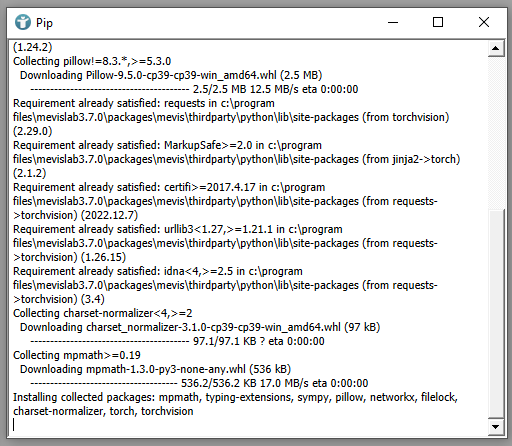 Pip
(1.24.2)
Collecting pillow!=8.3.*,>=5.3.0
Downloading Pillow-9.5.0-cp39-cp39-win_amd64.whl (2.5 MB)
---------------------------------------- 2.5/2.5 MB 12.5 MB/s eta 0:00:00
Requirement already satisfied: requests in c:\program
files\mevislab3.7.0\packages\mevis\thirdparty\python\lib\site-packages (from torchvision)
(2.29.0)
Requirement already satisfied: MarkupSafe>=2.0 in c:\program
files\mevislab3.7.0\packages\mevis\thirdparty\python\lib\site-packages (from jinja2->torch)
(2.1.2)
Requirement already satisfied: certifi>=2017.4.17 in c:\program
files\mevislab3.7.0\packages\mevis\thirdparty\python\lib\site-packages (from requests-
>torchvision) (2022.12.7)
Requirement already satisfied: urllib3<1.27,>=1.21.1 in c:\program
files\mevislab3.7.0\packages\mevis\thirdparty\python\lib\site-packages (from requests-
>torchvision) (1.26.15)
Requirement already satisfied: idna<4,>=2.5 in c:\program
files\mevislab3.7.0\packages\mevis\thirdparty\python\lib\site-packages (from requests-
>torchvision) (3.4)
Collecting charset-normalizer<4,>=2
Downloading charset_normalizer-3.1.0-cp39-cp39-win_amd64.whl (97 kB)
---------------------------------------- 97.1/97.1 KB ? eta 0:00:00
Collecting mpmath>=0.19
Downloading mpmath-1.3.0-py3-none-any.whl (536 kB)
------------------------------------- 536.2/536.2 KB 17.0 MB/s eta 0:00:00
Installing collected packages: mpmath, typing-extensions, sympy, pillow, networkx, filelock,
charset-normalizer, torch, torchvision